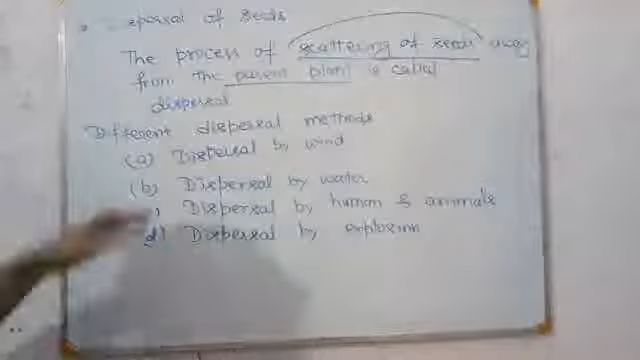 of seeds
The process of scattering of seeds away
from the parent plant is called
dispersal
Different dispersal methods
(a) Dispersal by wind
(b) Dispersal by water
) Dispersal by human & animals
d) Dispersal by explosion